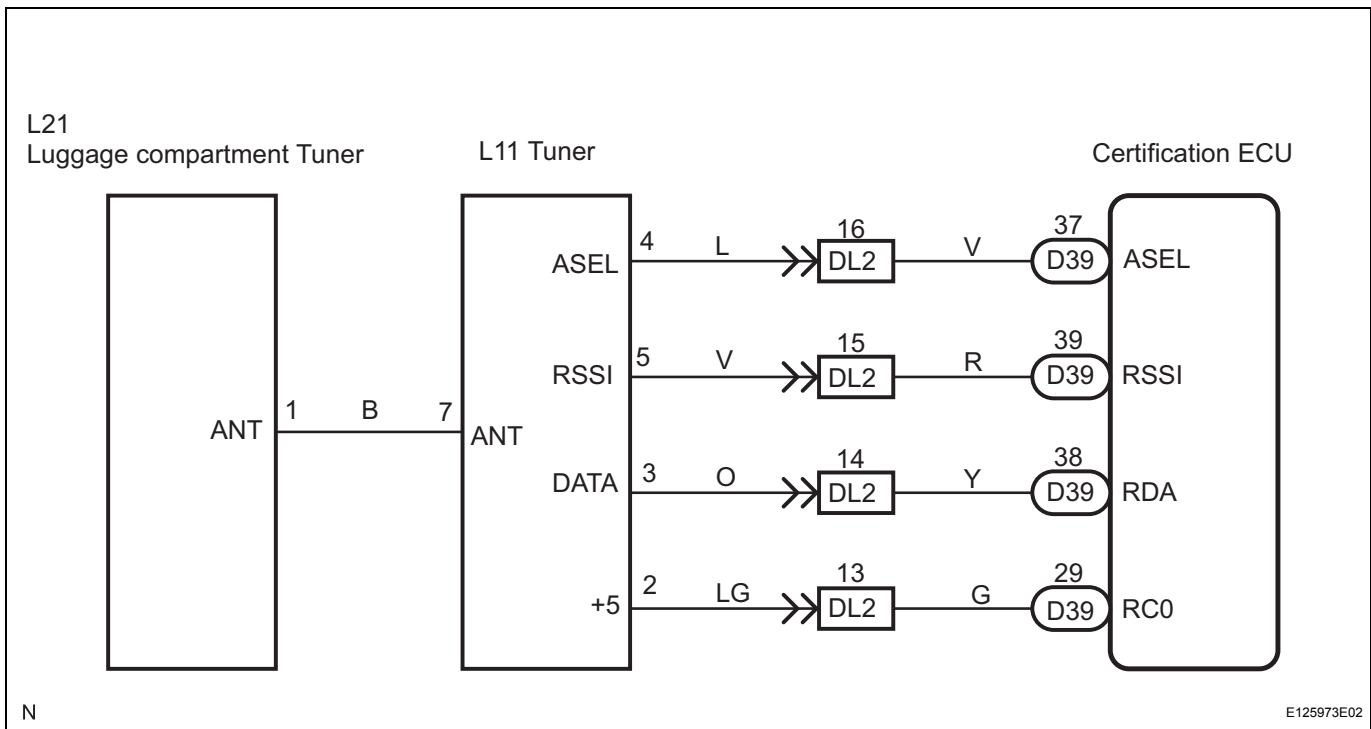 L21
Luggage compartment Tuner
L11 Tuner
Certification ECU
ASEL
4
L
16
DL2
V
37
D39
ASEL
RSSI
5
V
15
DL2
R
39
D39
RSSI
ANT
1
B
7
ANT
DATA
3
O
14
DL2
Y
38
D39
RDA
+5
2
LG
13
DL2
G
29
D39
RC0
N
E125973E02